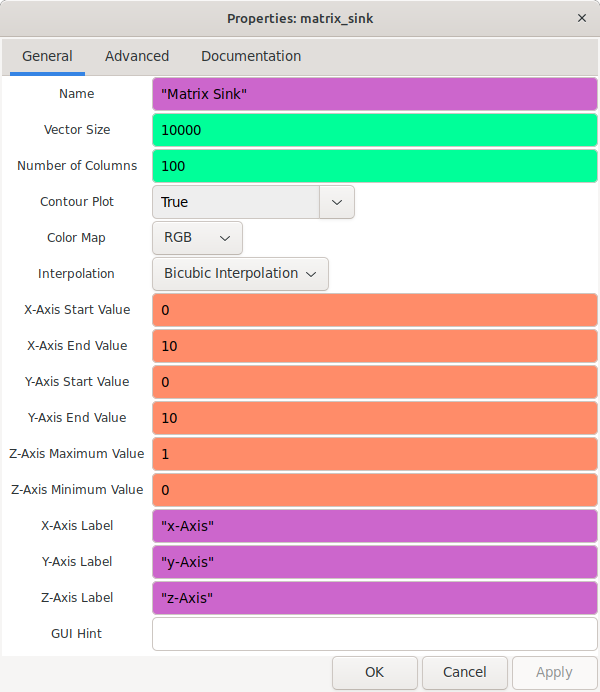 Properties: matrix_sink
General Advanced Documentation
Name "Matrix Sink"
Vector Size 10000
Number of Columns 100
Contour Plot True
Color Map RGB
Interpolation Bicubic Interpolation
X-Axis Start Value 0
X-Axis End Value 10
Y-Axis Start Value 0
Y-Axis End Value 10
Z-Axis Maximum Value 1
Z-Axis Minimum Value 0
X-Axis Label "x-Axis"
Y-Axis Label "y-Axis"
Z-Axis Label "z-Axis"
GUI Hint
OK Cancel Apply